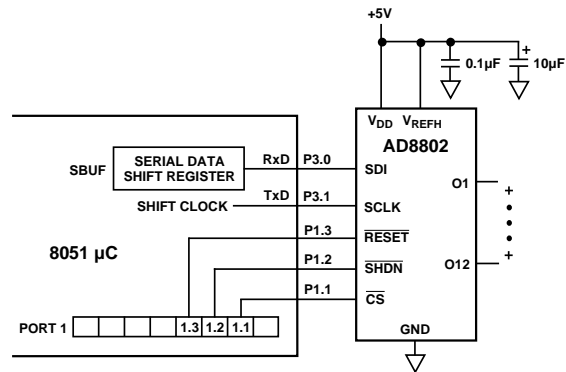 +5V
+
0.1µF
10µF
V_DD V_REFH
AD8802
SBUF
SERIAL DATA
SHIFT REGISTER
RxD
P3.0
SDI
SHIFT CLOCK
TxD
P3.1
SCLK
O1
P1.3
RESET
8051 µC
P1.2
SHDN
O12
+
+
P1.1
CS
PORT 1
1.3
1.2
1.1
GND